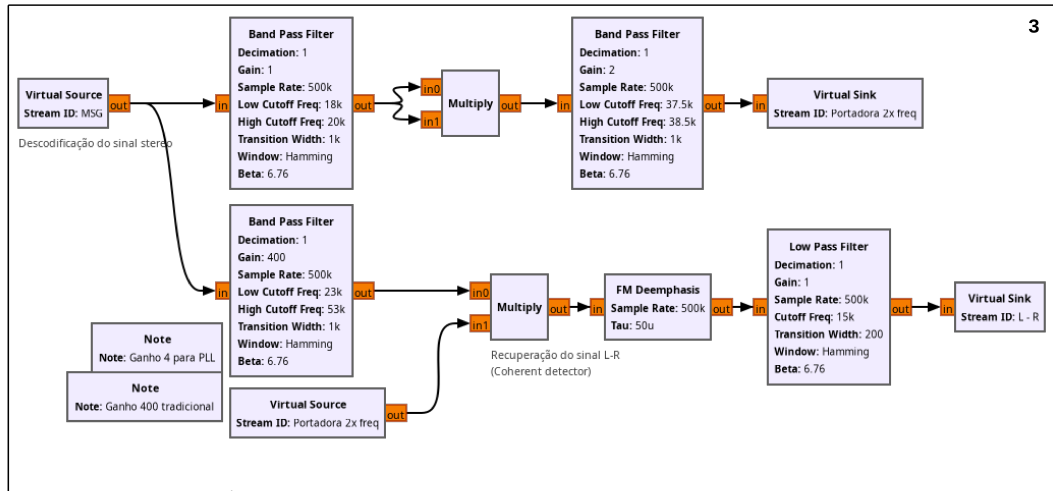 3
Virtual Source
Stream ID: MSG
out
Descodificação do sinal stereo
in
Band Pass Filter
Decimation: 1
Gain: 1
Sample Rate: 500k
Low Cutoff Freq: 18k
High Cutoff Freq: 20k
Transition Width: 1k
Window: Hamming
Beta: 6.76
out
in0
in1
Multiply
out
in
Band Pass Filter
Decimation: 1
Gain: 2
Sample Rate: 500k
Low Cutoff Freq: 37.5k
High Cutoff Freq: 38.5k
Transition Width: 1k
Window: Hamming
Beta: 6.76
out
in
Virtual Sink
Stream ID: Portadora 2x freq
in
Band Pass Filter
Decimation: 1
Gain: 400
Sample Rate: 500k
Low Cutoff Freq: 23k
High Cutoff Freq: 53k
Transition Width: 1k
Window: Hamming
Beta: 6.76
out
Note
Note: Ganho 4 para PLL
Note
Note: Ganho 400 tradicional
Virtual Source
Stream ID: Portadora 2x freq
out
in0
in1
Multiply
out
Recuperação do sinal L-R
(Coherent detector)
in
FM Deemphasis
Sample Rate: 500k
Tau: 50u
out
in
Low Pass Filter
Decimation: 1
Gain: 1
Sample Rate: 500k
Cutoff Freq: 15k
Transition Width: 200
Window: Hamming
Beta: 6.76
out
in
Virtual Sink
Stream ID: L - R